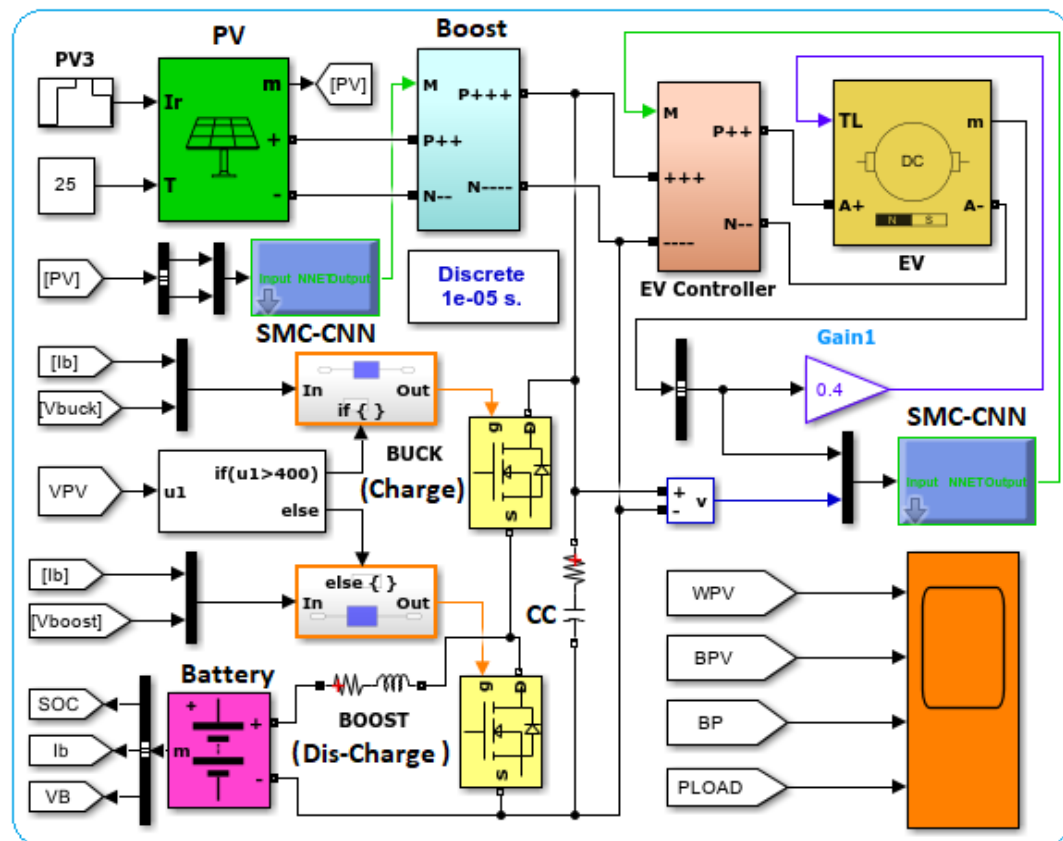 PV
Boost
PV3
Ir
m
[PV]
M
P+++
M
TL
m
+
P++
P++
DC
25
T
-
N--
N----
+++
A+
A-
N--
N
S
----
EV
[PV]
Input NNETOutput
Discrete
1e-05 s.
EV Controller
SMC-CNN
Gain1
0.4
[Ib]
[Vbuck]
In
Out
if { }
g
D
S
BUCK
(Charge)
SMC-CNN
Input NNETOutput
VPV
u1
if(u1>400)
else
+
-
v
[Ib]
[Vboost]
else { }
In
Out
CC
WPV
BPV
BP
PLOAD
Battery
SOC
Ib
VB
+
m
+
-
BOOST
(Dis-Charge)
g
D
S